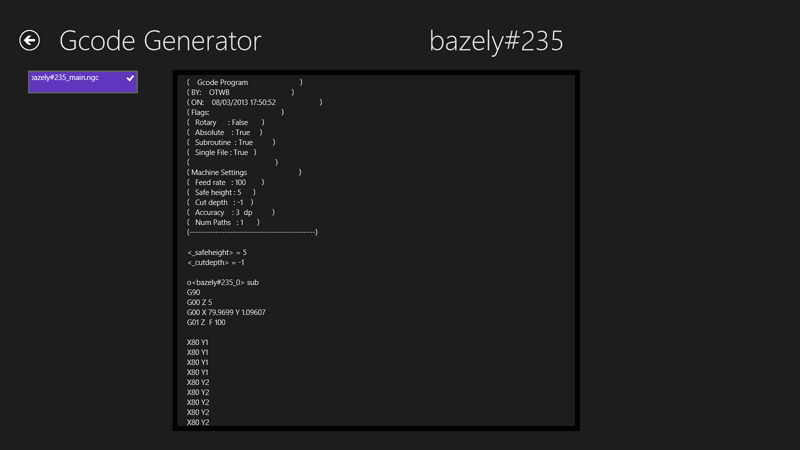 Gcode Generator
bazely#235
bazely#235_main.ngc
( Gcode Program )
( BY: OTWB )
( ON: 08/03/2013 17:50:52 )
( Flags: )
( Rotary : False )
( Absolute : True )
( Subroutine : True )
( Single File : True )
( )
( Machine Settings )
( Feed rate : 100 )
( Safe height : 5 )
( Cut depth : -1 )
( Accuracy : 3 dp )
( Num Paths : 1 )
(-------------------------------------------)
<_safeheight> = 5
<_cutdepth> = -1
o<bazely#235_0> sub
G90
G00 Z 5
G00 X 79.9699 Y 1.09607
G01 Z F 100
X80 Y1
X80 Y1
X80 Y1
X80 Y1
X80 Y2
X80 Y2
X80 Y2
X80 Y2
X80 Y2